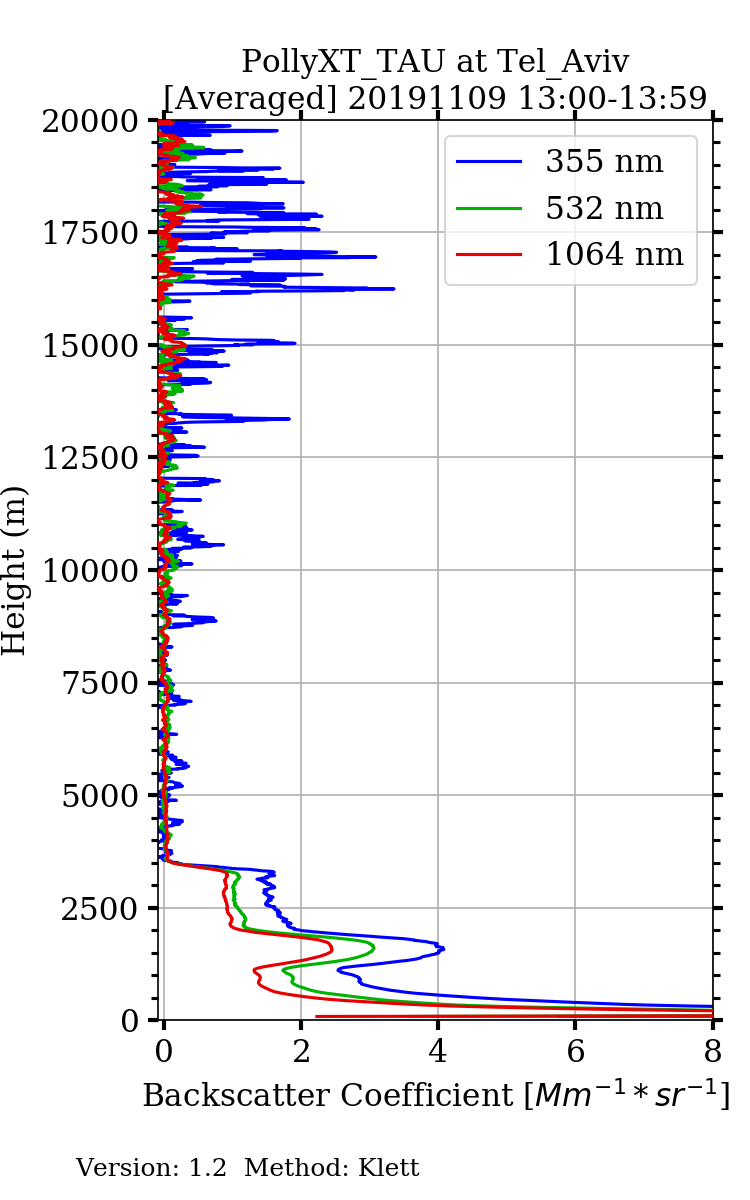 PollyXT_TAU at Tel_Aviv
[Averaged] 20191109 13:00-13:59
20000
17500
15000
12500
10000
7500
5000
2500
0
Height (m)
355 nm
532 nm
1064 nm
0 2 4 6 8
Backscatter Coefficient [Mm⁻¹ * sr⁻¹]
Version: 1.2  Method: Klett